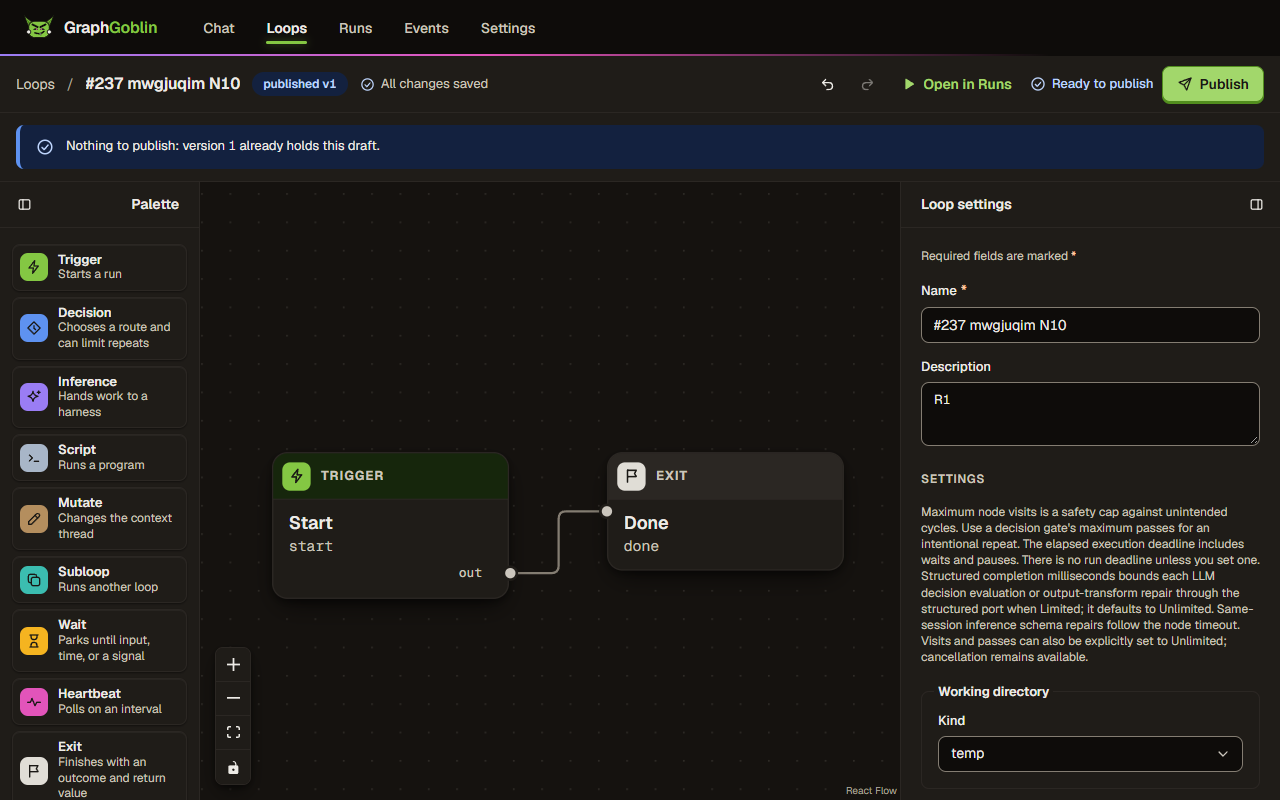 GraphGoblin
Chat
Loops
Runs
Events
Settings
Loops / #237 mwgjuqim N10
published v1
All changes saved
Open in Runs
Ready to publish
Publish
Nothing to publish: version 1 already holds this draft.
Palette
Trigger
Starts a run
Decision
Chooses a route and
can limit repeats
Inference
Hands work to a
harness
Script
Runs a program
Mutate
Changes the context
thread
Subloop
Runs another loop
Wait
Parks until input,
time, or a signal
Heartbeat
Polls on an interval
Exit
Finishes with an
outcome and return
value
TRIGGER
Start
start
out
EXIT
Done
done
React Flow
Loop settings
Required fields are marked *
Name *
#237 mwgjuqim N10
Description
R1
SETTINGS
Maximum node visits is a safety cap against unintended
cycles. Use a decision gate's maximum passes for an
intentional repeat. The elapsed execution deadline includes
waits and pauses. There is no run deadline unless you set one.
Structured completion milliseconds bounds each LLM
decision evaluation or output-transform repair through the
structured port when Limited; it defaults to Unlimited. Same-
session inference schema repairs follow the node timeout.
Visits and passes can also be explicitly set to Unlimited;
cancellation remains available.
Working directory
Kind
temp